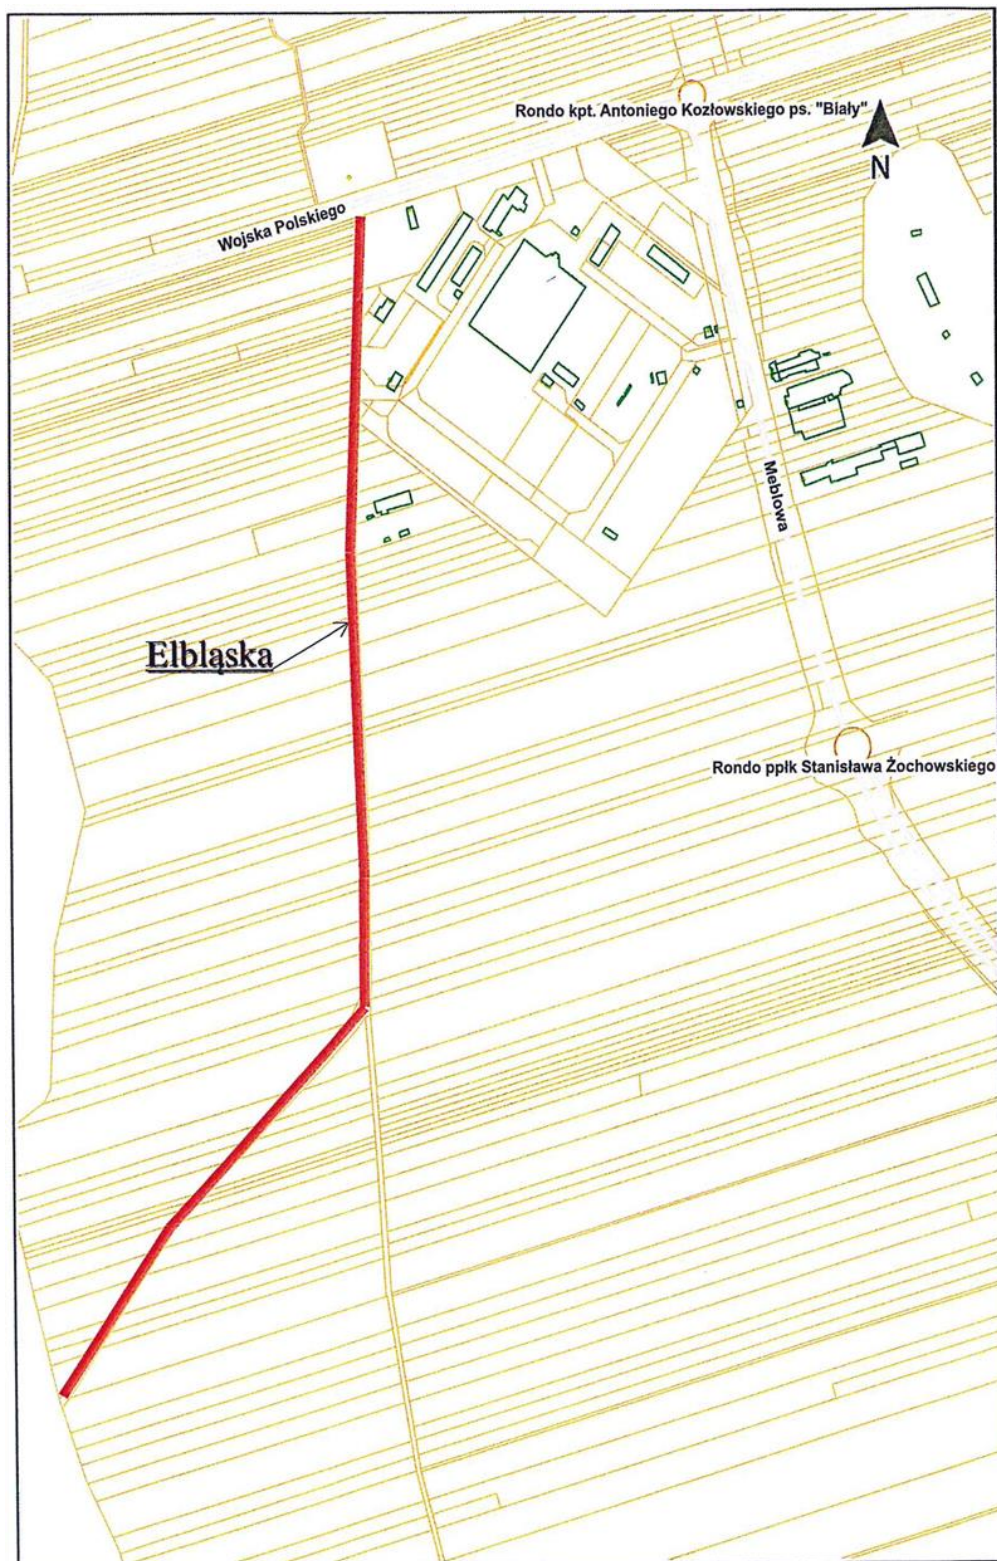 Rondo kpt. Antoniego Kozłowskiego ps. "Biały"
N
Wojska Polskiego
Meblowa
Elbląska
Rondo ppłk Stanisława Żochowskiego